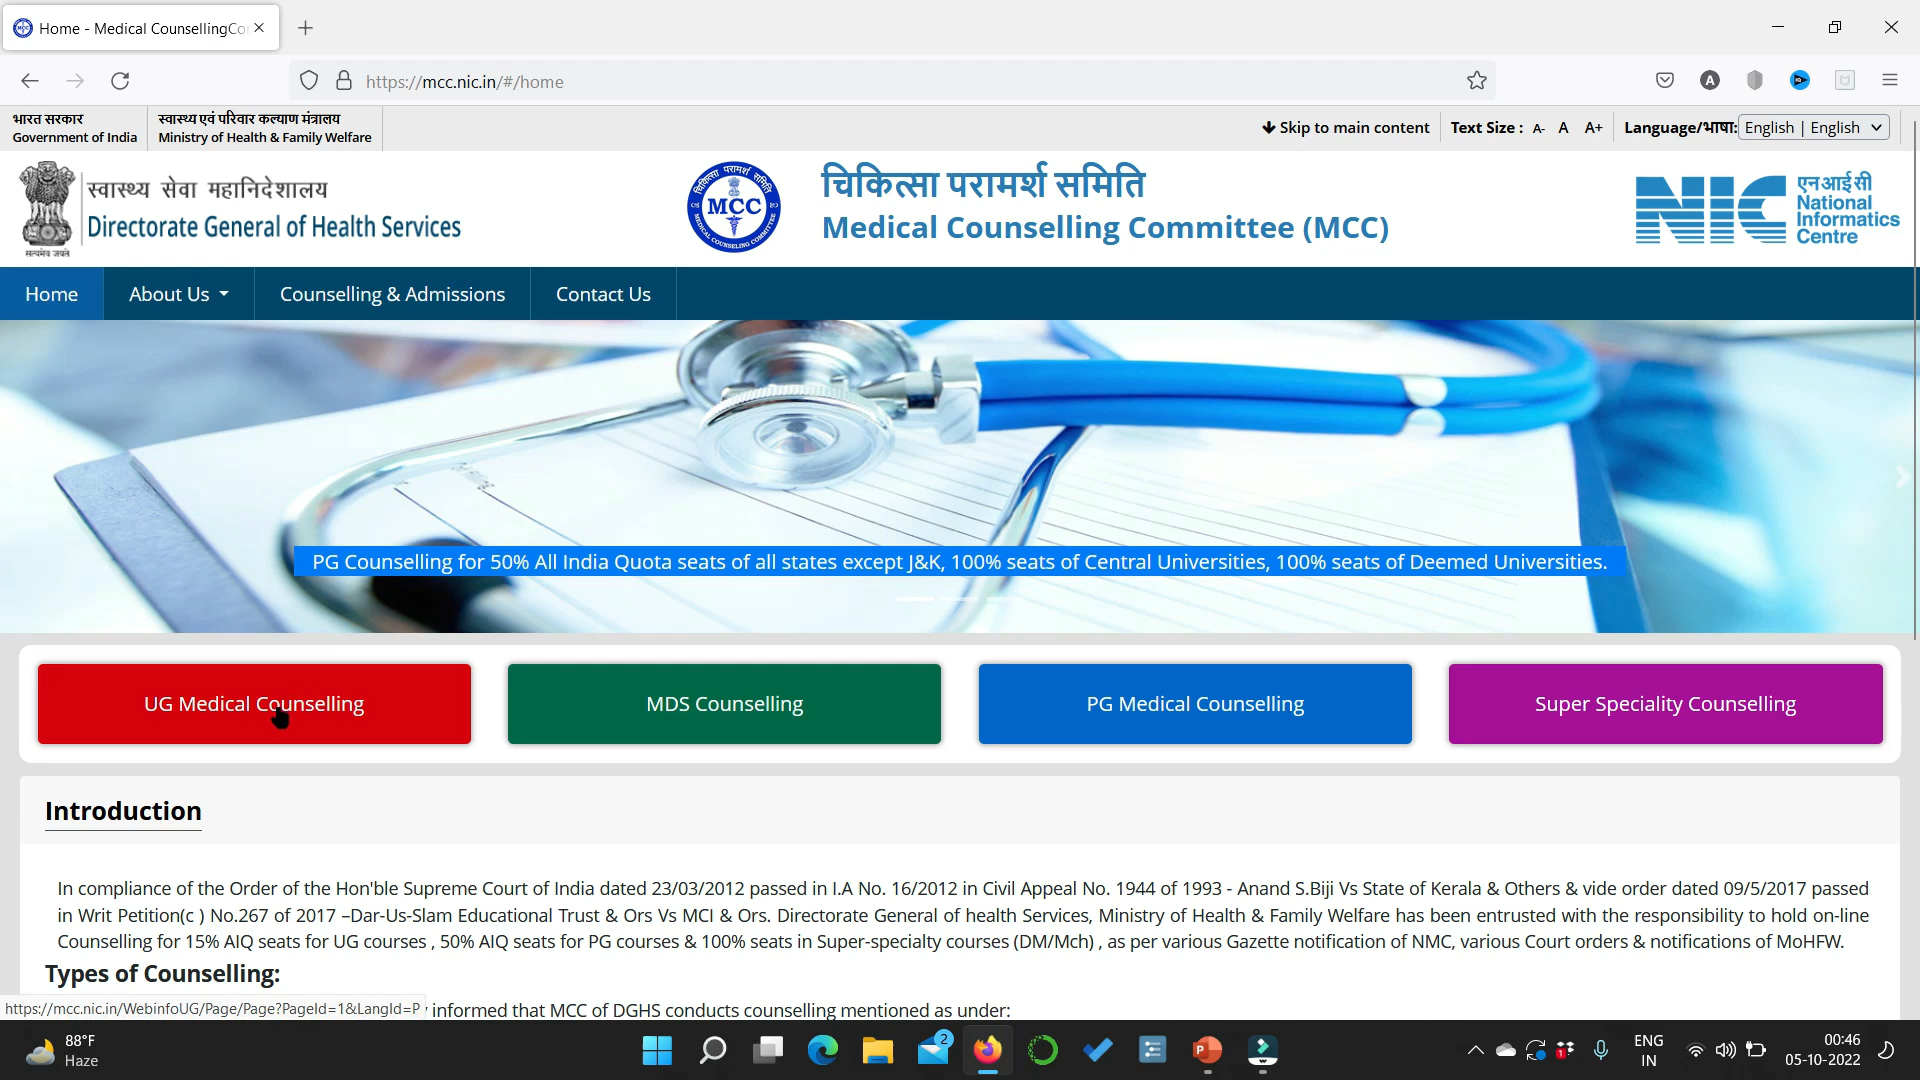 Home - Medical CounsellingCo
https://mcc.nic.in/#/home
भारत सरकार
Government of India
स्वास्थ्य एवं परिवार कल्याण मंत्रालय
Ministry of Health & Family Welfare
Skip to main content
Text Size : A- A A+
Language/भाषा: English | English
सत्यमेव जयते
स्वास्थ्य सेवा महानिदेशालय
Directorate General of Health Services
चिकित्सा परामर्श समिति
MCC
MEDICAL COUNSELING COMMITTEE
चिकित्सा परामर्श समिति
Medical Counselling Committee (MCC)
NIC
एनआईसी
National
Informatics
Centre
Home
About Us
Counselling & Admissions
Contact Us
PG Counselling for 50% All India Quota seats of all states except J&K, 100% seats of Central Universities, 100% seats of Deemed Universities.
UG Medical Counselling
MDS Counselling
PG Medical Counselling
Super Speciality Counselling
Introduction
In compliance of the Order of the Hon'ble Supreme Court of India dated 23/03/2012 passed in I.A No. 16/2012 in Civil Appeal No. 1944 of 1993 - Anand S.Biji Vs State of Kerala & Others & vide order dated 09/5/2017 passed
in Writ Petition(c ) No.267 of 2017 –Dar-Us-Slam Educational Trust & Ors Vs MCI & Ors. Directorate General of health Services, Ministry of Health & Family Welfare has been entrusted with the responsibility to hold on-line
Counselling for 15% AIQ seats for UG courses , 50% AIQ seats for PG courses & 100% seats in Super-specialty courses (DM/Mch) , as per various Gazette notification of NMC, various Court orders & notifications of MoHFW.
Types of Counselling:
https://mcc.nic.in/WebinfoUG/Page/Page?PageId=1&LangId=P
informed that MCC of DGHS conducts counselling mentioned as under:
88°F
Haze
2
1
ENG
IN
00:46
05-10-2022